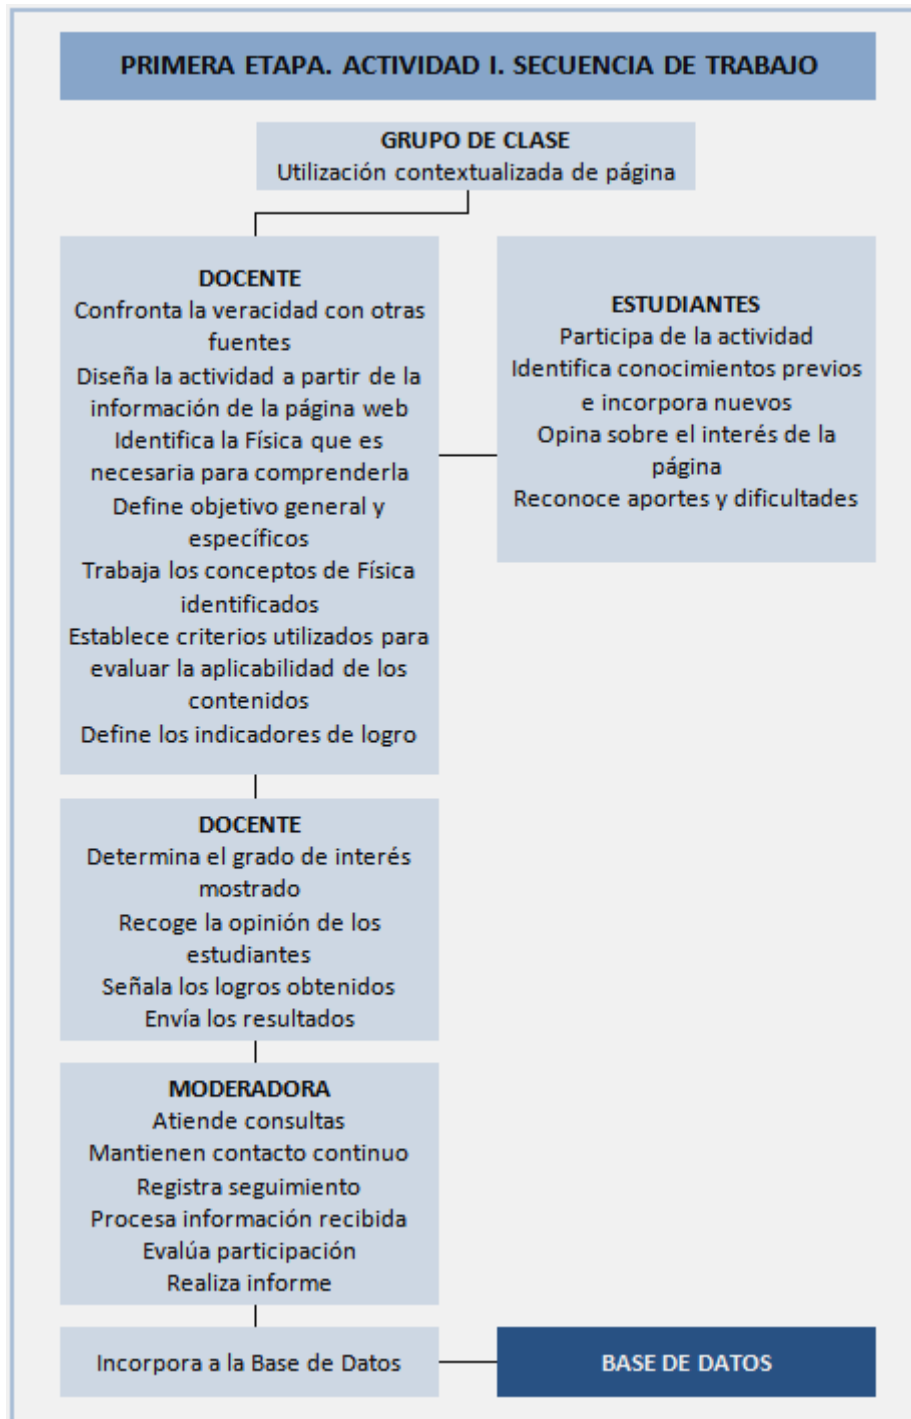 PRIMERA ETAPA. ACTIVIDAD I. SECUENCIA DE TRABAJO
GRUPO DE CLASE
Utilización contextualizada de página
DOCENTE
Confronta la veracidad con otras
fuentes
Diseña la actividad a partir de la
información de la página web
Identifica la Física que es
necesaria para comprenderla
Define objetivo general y
específicos
Trabaja los conceptos de Física
identificados
Establece criterios utilizados para
evaluar la aplicabilidad de los
contenidos
Define los indicadores de logro
ESTUDIANTES
Participa de la actividad
Identifica conocimientos previos
e incorpora nuevos
Opina sobre el interés de la
página
Reconoce aportes y dificultades
DOCENTE
Determina el grado de interés
mostrado
Recoge la opinión de los
estudiantes
Señala los logros obtenidos
Envía los resultados
MODERADORA
Atiende consultas
Mantienen contacto continuo
Registra seguimiento
Procesa información recibida
Evalúa participación
Realiza informe
Incorpora a la Base de Datos
BASE DE DATOS